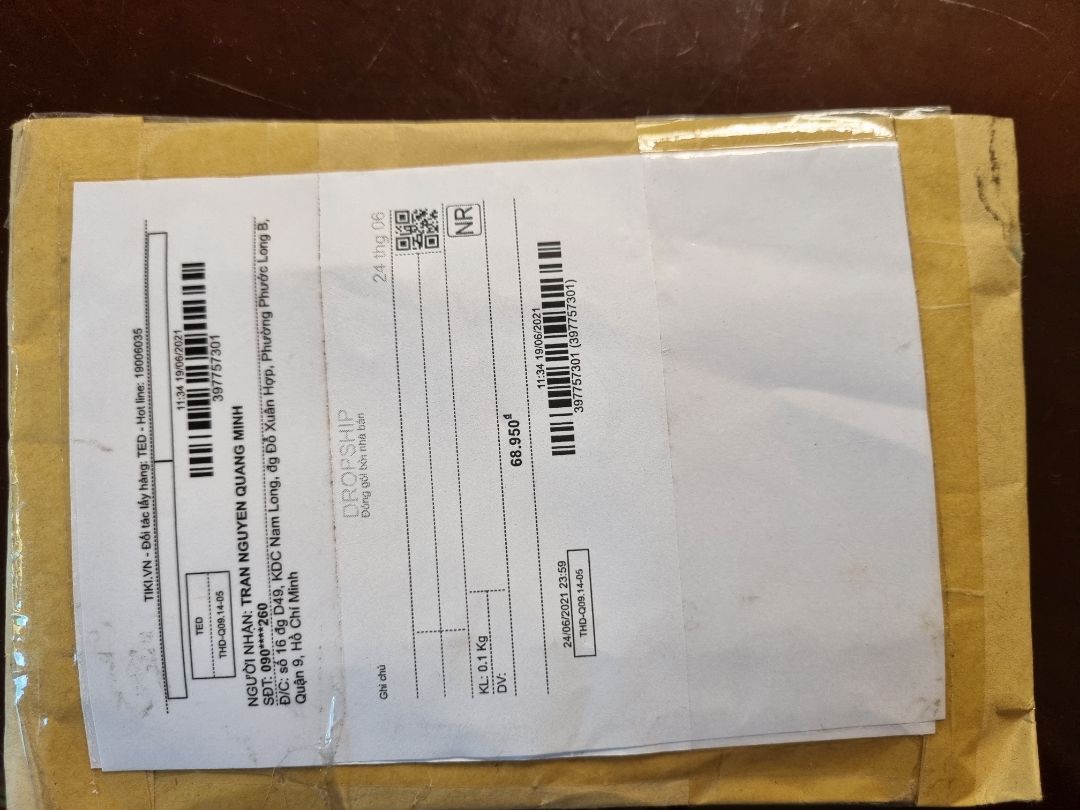 TIKI.VN - Đối tác lấy hàng: TED - Hot line: 19006035
11:34 19/06/2021
397757301
TED
THD-Q09.14-05
NGƯỜI NHẬN: TRAN NGUYEN QUANG MINH
SĐT: 090****260
Đ/C: số 16 đg D49, KDC Nam Long, đg Đỗ Xuân Hợp, Phường Phước Long B,
Quận 9, Hồ Chí Minh
DROPSHIP
Đóng gói bởi nhà bán
24 thg 06
Ghi chú
KL: 0.1 Kg
NR
DV:
68.950đ
11:34 19/06/2021
397757301 (397757301)
24/06/2021 23:59
THD-Q09.14-05